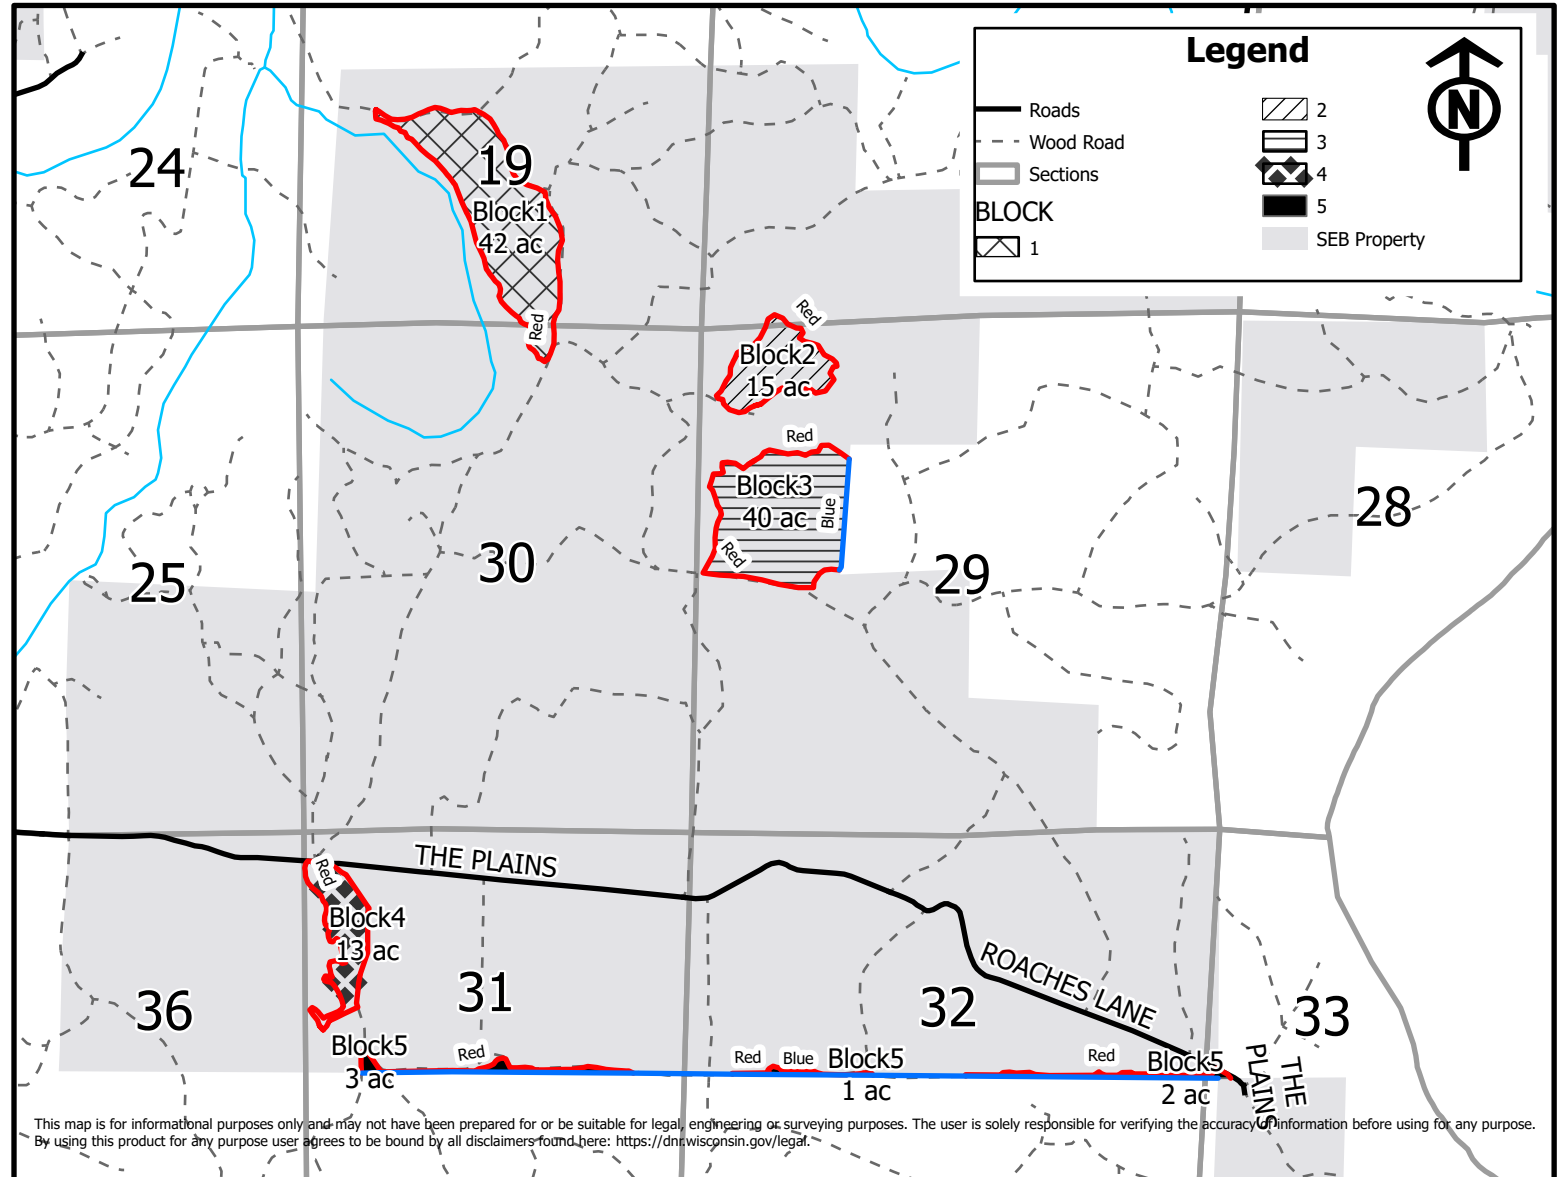 Legend
Roads
Wood Road
Sections
BLOCK
1
2
3
4
5
SEB Property
N
24
19
Block1
42 ac
Red
Red
Block2
15 ac
Red
Block3
40 ac
Blue
Red
28
25
30
29
THE PLAINS
Red
Block4
13 ac
ROACHES LANE
36
31
32
33
Block5
3 ac
Red
Red
Blue
Block5
1 ac
Red
Block5
2 ac
THE
PLAINS
This map is for informational purposes only and may not have been prepared for or be suitable for legal, engineering or surveying purposes. The user is solely responsible for verifying the accuracy of information before using for any purpose.
By using this product for any purpose user agrees to be bound by all disclaimers found here: https://dnr.wisconsin.gov/legal.